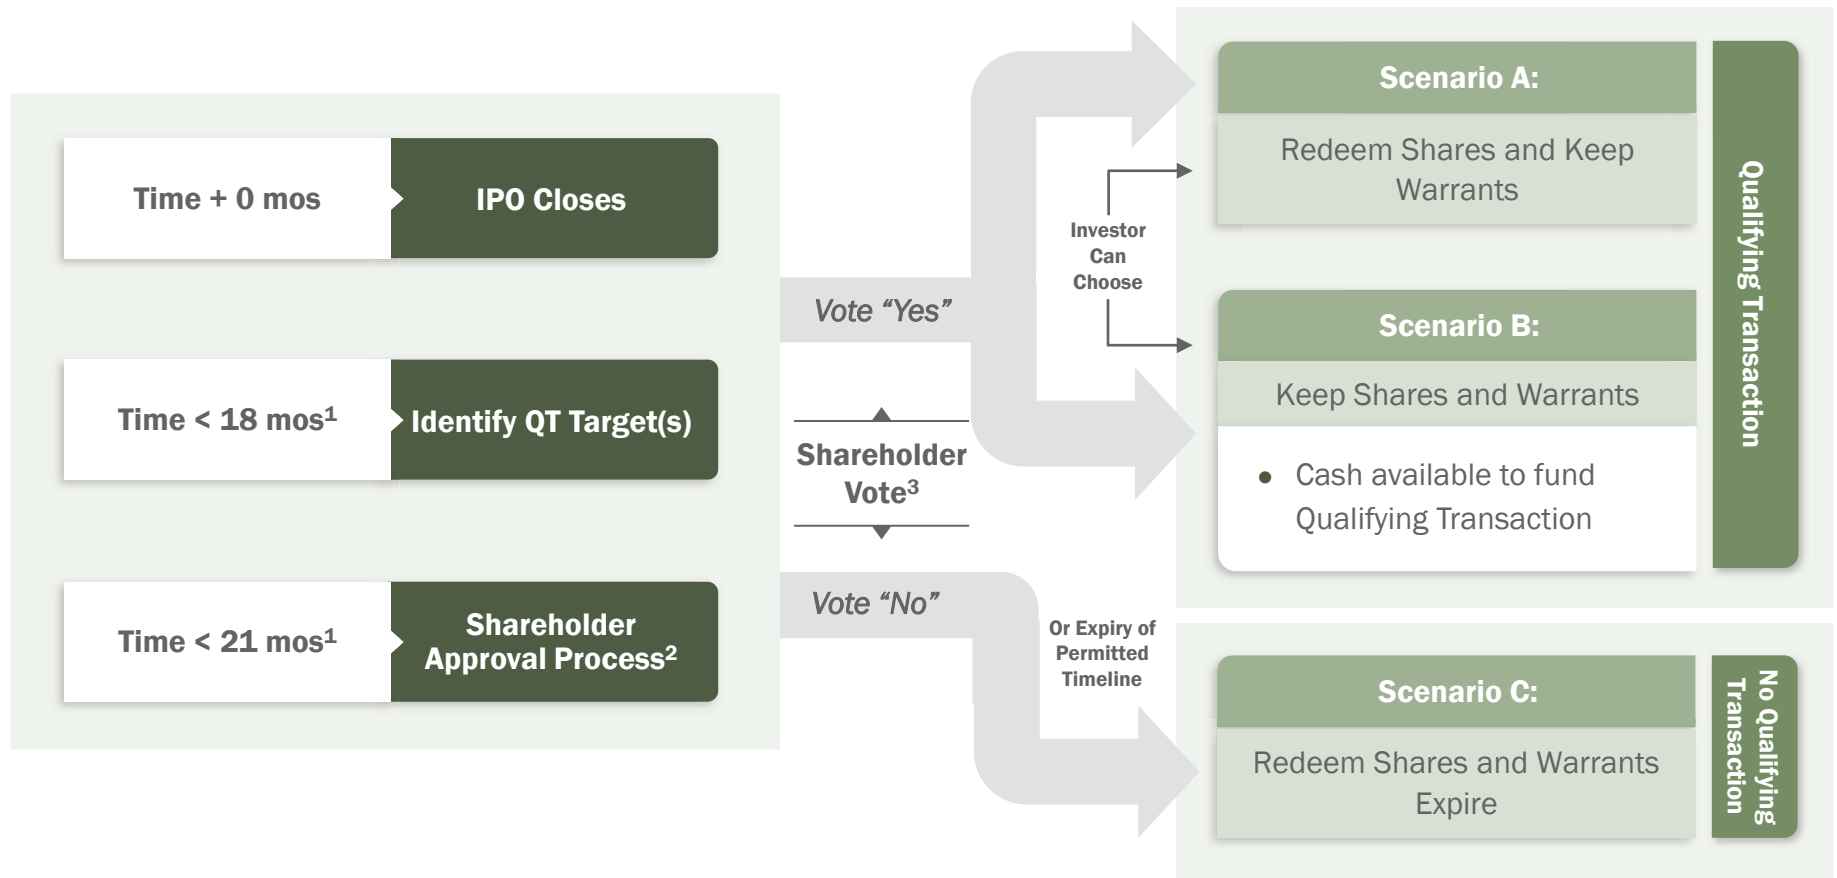 Time + 0 mos
IPO Closes
Time < 18 mos¹
Identify QT Target(s)
Time < 21 mos¹
Shareholder
Approval Process²
Vote “Yes”
Shareholder
Vote³
Vote “No”
Investor
Can
Choose
Or Expiry of
Permitted
Timeline
Scenario A:
Redeem Shares and Keep
Warrants
Scenario B:
Keep Shares and Warrants
• Cash available to fund
Qualifying Transaction
Qualifying Transaction
Scenario C:
Redeem Shares and Warrants
Expire
No Qualifying
Transaction